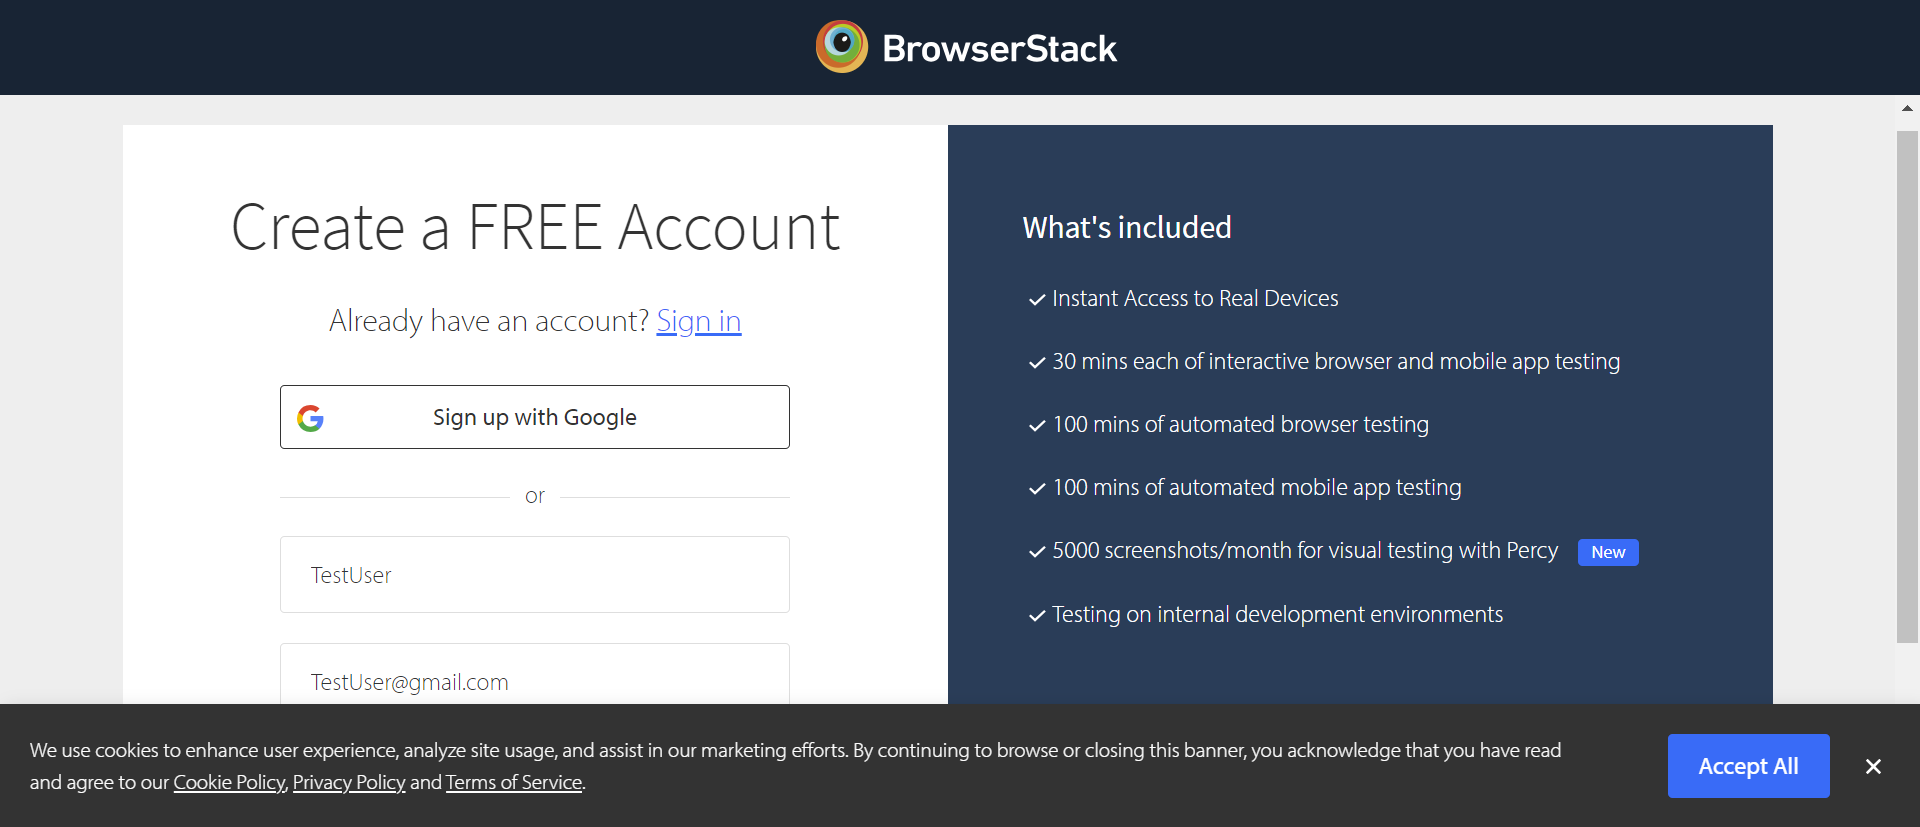 BrowserStack
Create a FREE Account
Already have an account? Sign in
Sign up with Google
or
TestUser
TestUser@gmail.com
What's included
Instant Access to Real Devices
30 mins each of interactive browser and mobile app testing
100 mins of automated browser testing
100 mins of automated mobile app testing
5000 screenshots/month for visual testing with Percy New
Testing on internal development environments
We use cookies to enhance user experience, analyze site usage, and assist in our marketing efforts. By continuing to browse or closing this banner, you acknowledge that you have read
and agree to our Cookie Policy, Privacy Policy and Terms of Service.
Accept All